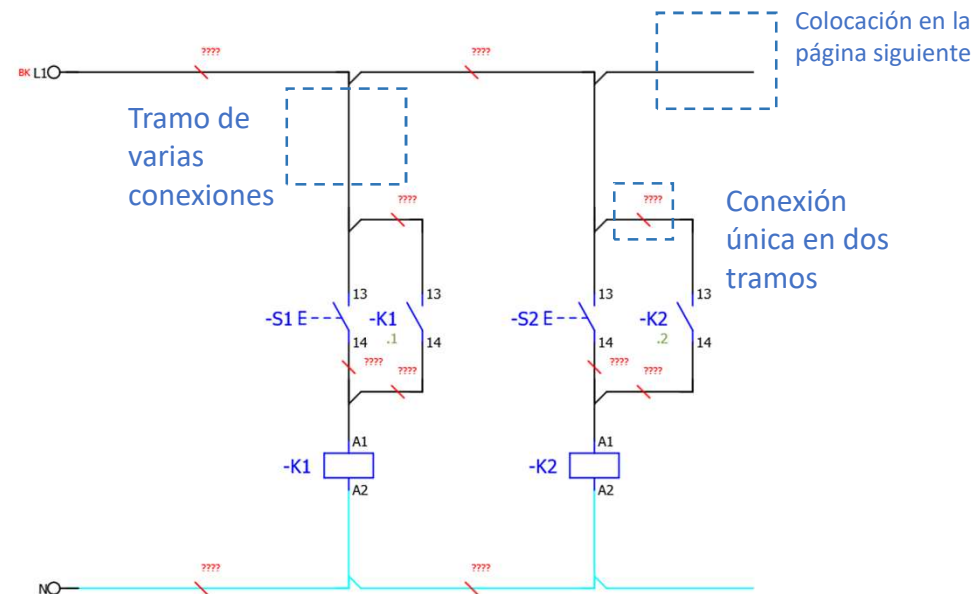 Colocación en la
página siguiente
????
????
BK L1
Tramo de
varias
conexiones
????
????
Conexión
única en dos
tramos
13
13
13
13
-S1 E
-K1
-S2 E
-K2
.1
.2
14
14
14
14
????
????
????
????
A1
A1
-K1
-K2
A2
A2
????
????
N